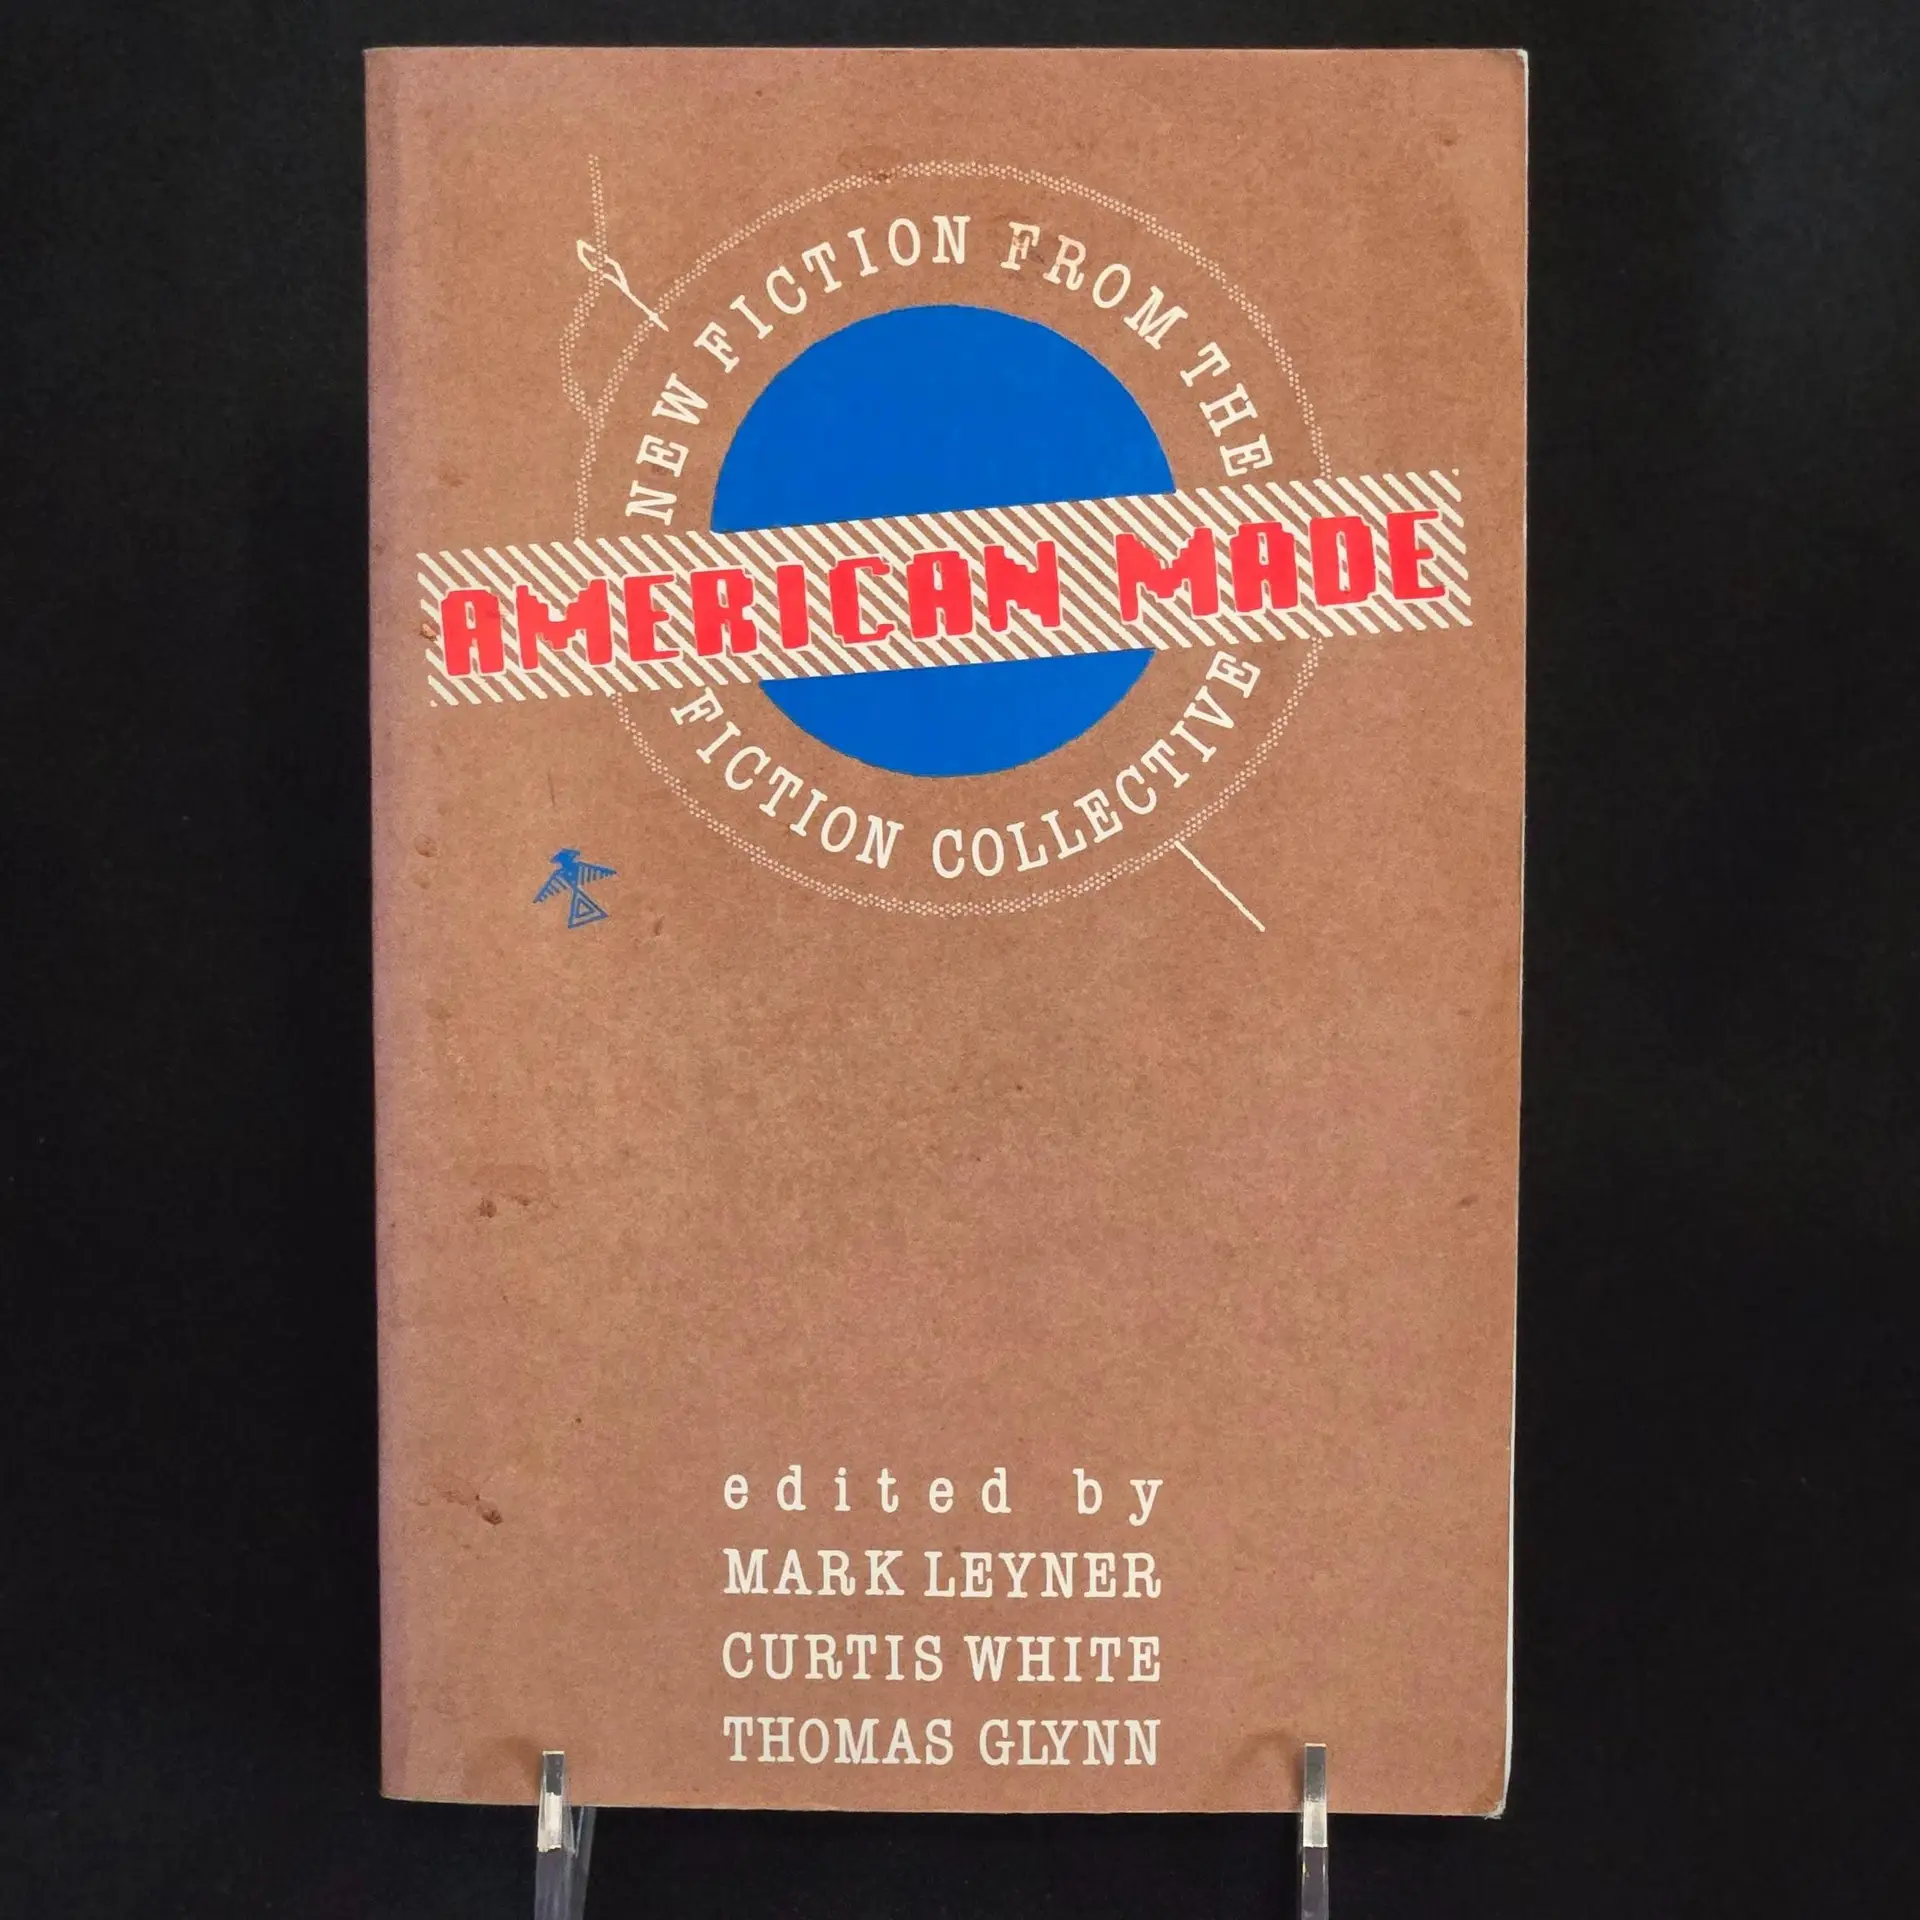 NEW FICTION FROM THE
AMERICAN MADE
FICTION COLLECTIVE
edited by
MARK LEYNER
CURTIS WHITE
THOMAS GLYNN